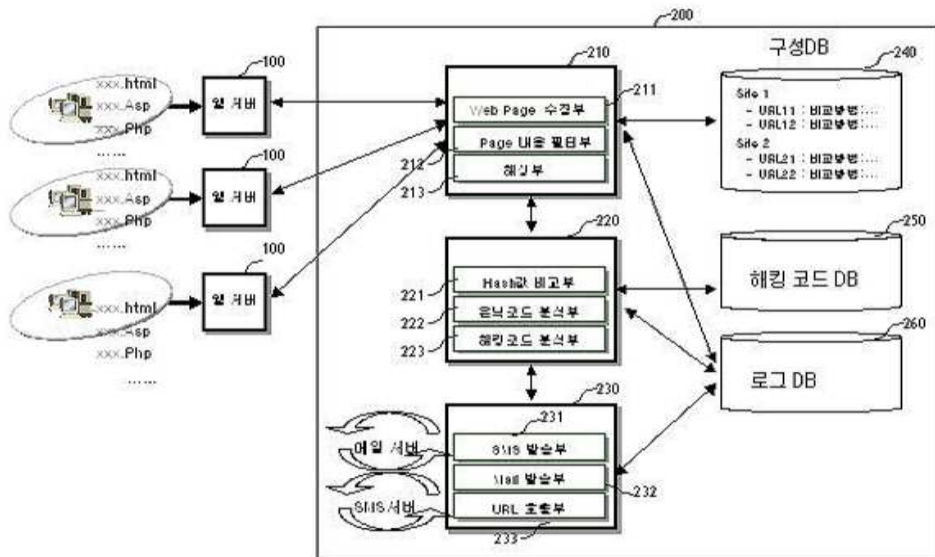 200
xxx.html
xxx.Asp
xxx.Php
......
100
웹 서버
xxx.html
xxx.Asp
xxx.Php
......
100
웹 서버
xxx.html
xxx.Asp
xxx.Php
......
100
웹 서버
210
211
Web Page 수집부
212
Page 내용 필터부
213
해싱부
220
221
Hash값 비교부
222
은닉코드 분석부
223
해킹코드 분석부
230
231
SMS 발송부
Mail 발송부
232
URL 호출부
233
메일 서버
SMS 서버
구성DB
240
Site 1
- URL11 : 비교방법:...
- URL12 : 비교방법:...
Site 2
- URL21 : 비교방법:...
- URL22 : 비교방법:...
250
해킹 코드 DB
260
로그 DB